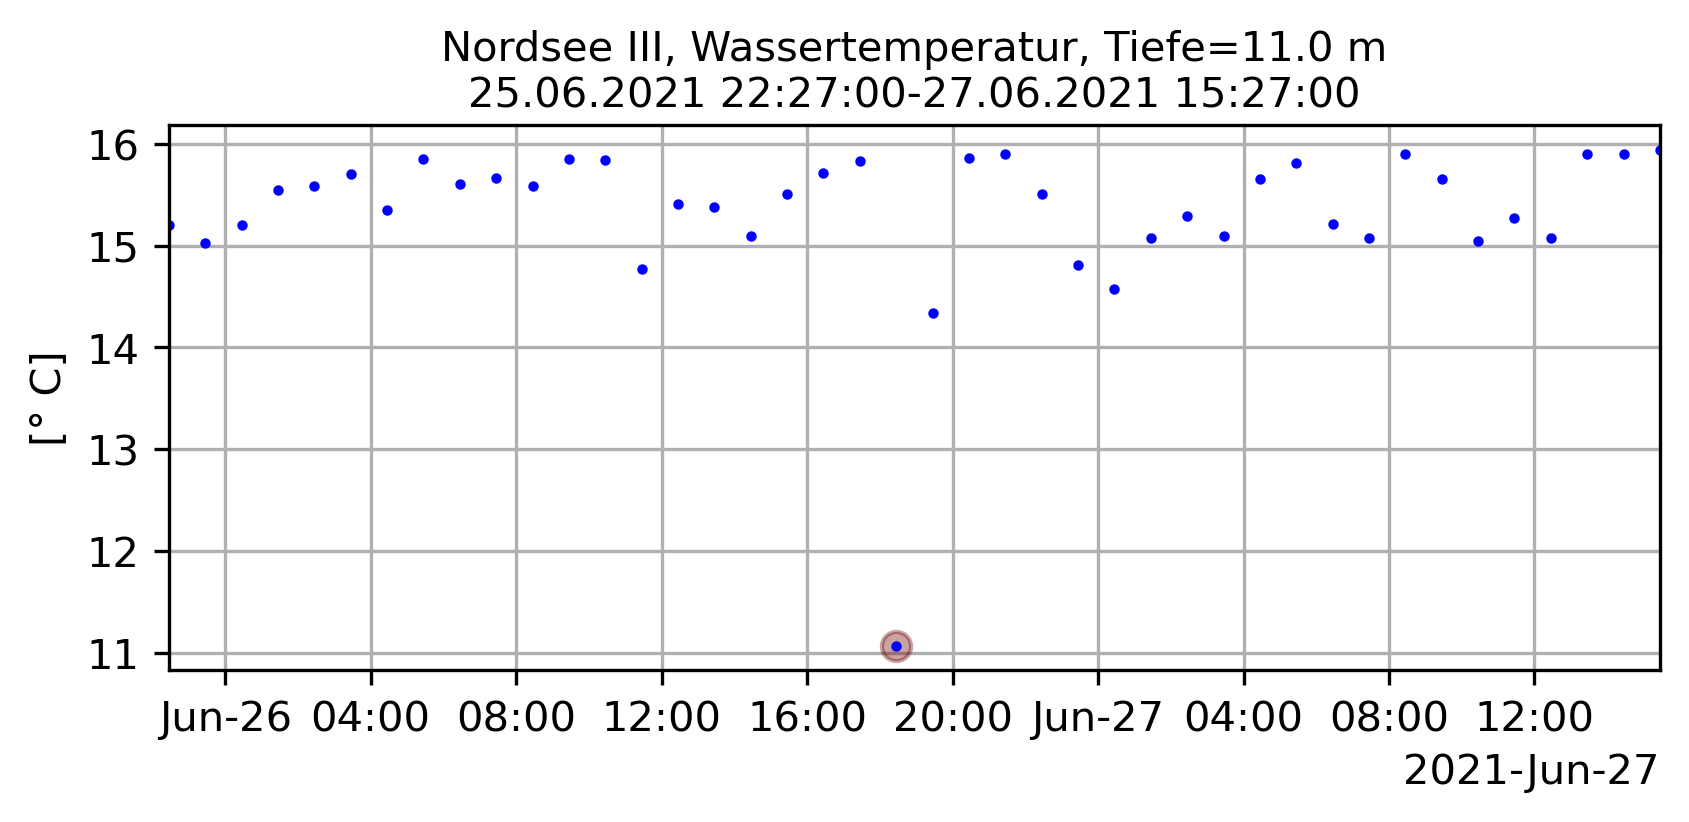 Nordsee III, Wassertemperatur, Tiefe=11.0 m
25.06.2021 22:27:00-27.06.2021 15:27:00
16
15
14
13
12
11
[° C]
Jun-26 04:00 08:00 12:00 16:00 20:00 Jun-27 04:00 08:00 12:00
2021-Jun-27